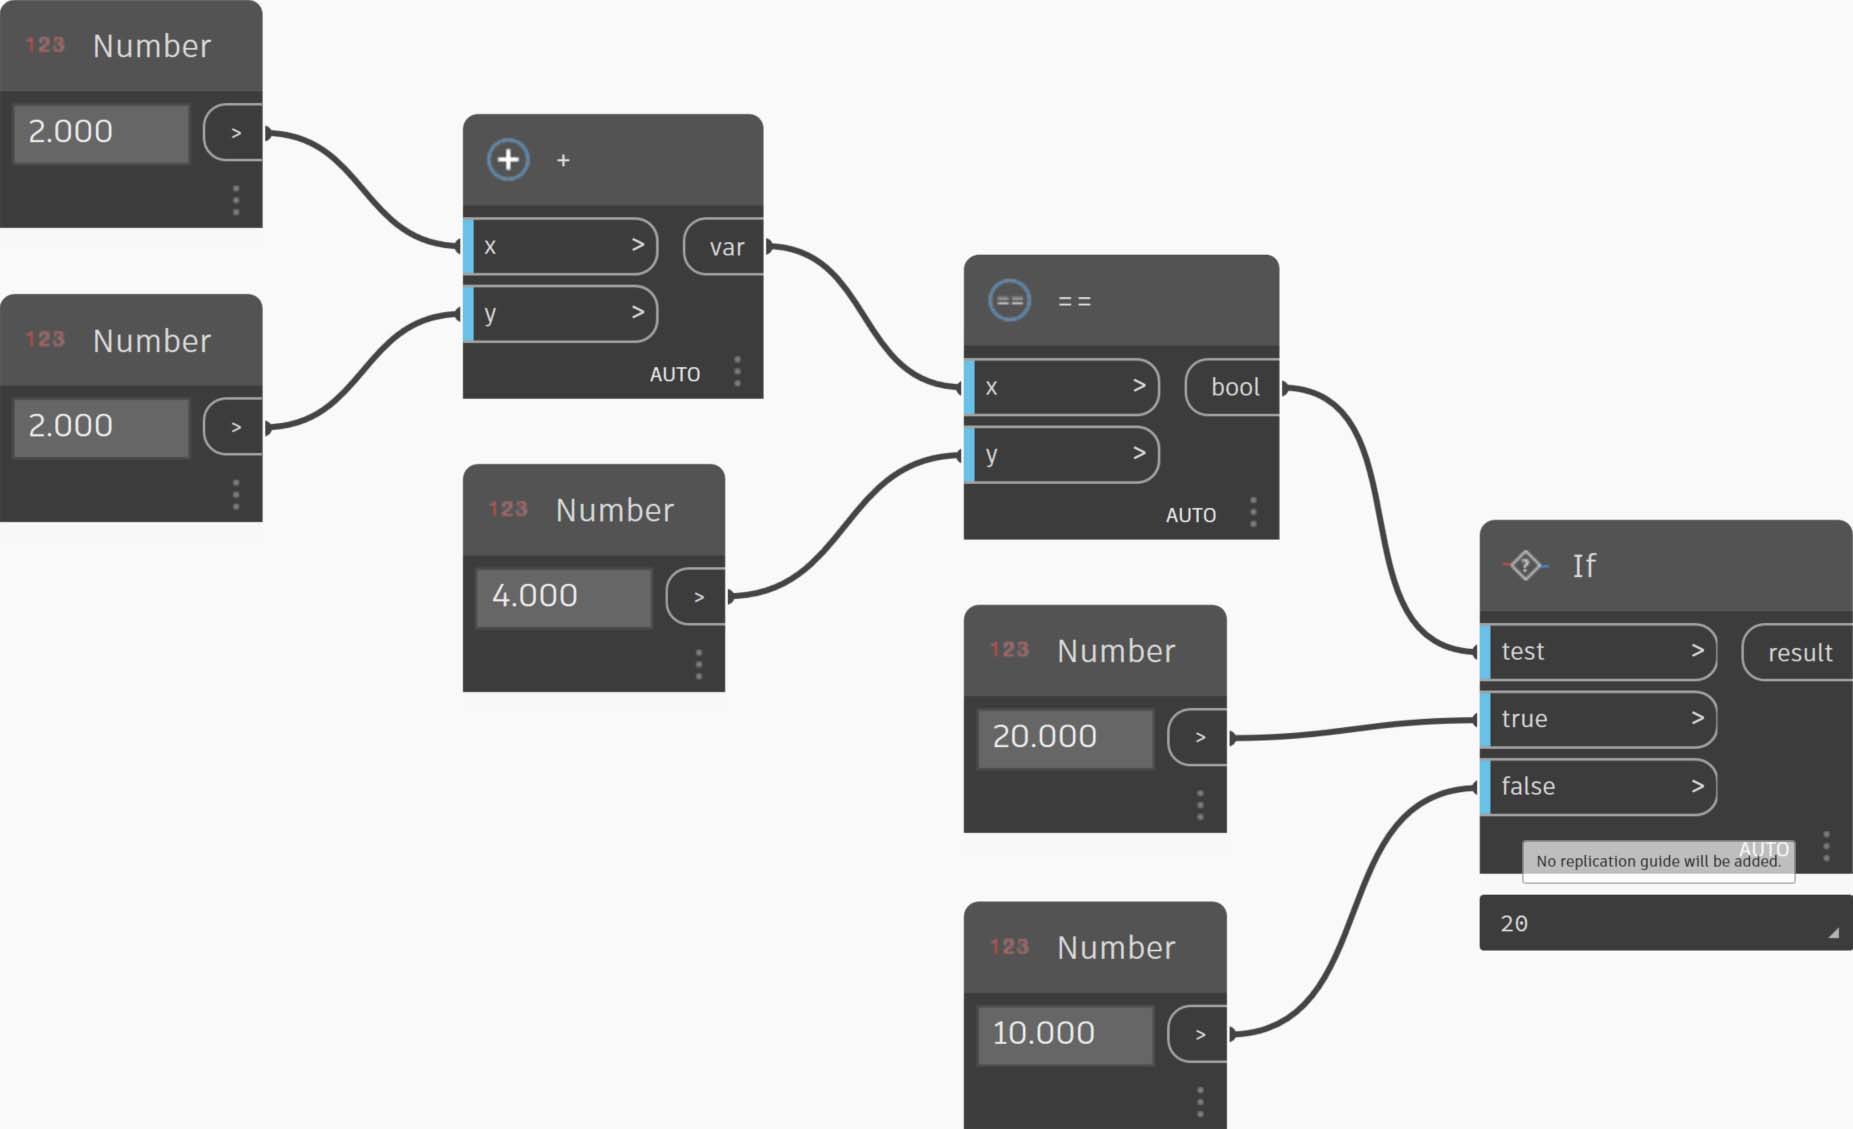 123 Number
2.000 >
123 Number
2.000 >
+ +
x > var
y >
AUTO
123 Number
4.000 >
== ==
x > bool
y >
AUTO
123 Number
20.000 >
123 Number
10.000 >
? If
test > result
true >
false >
AUTO
No replication guide will be added.
20